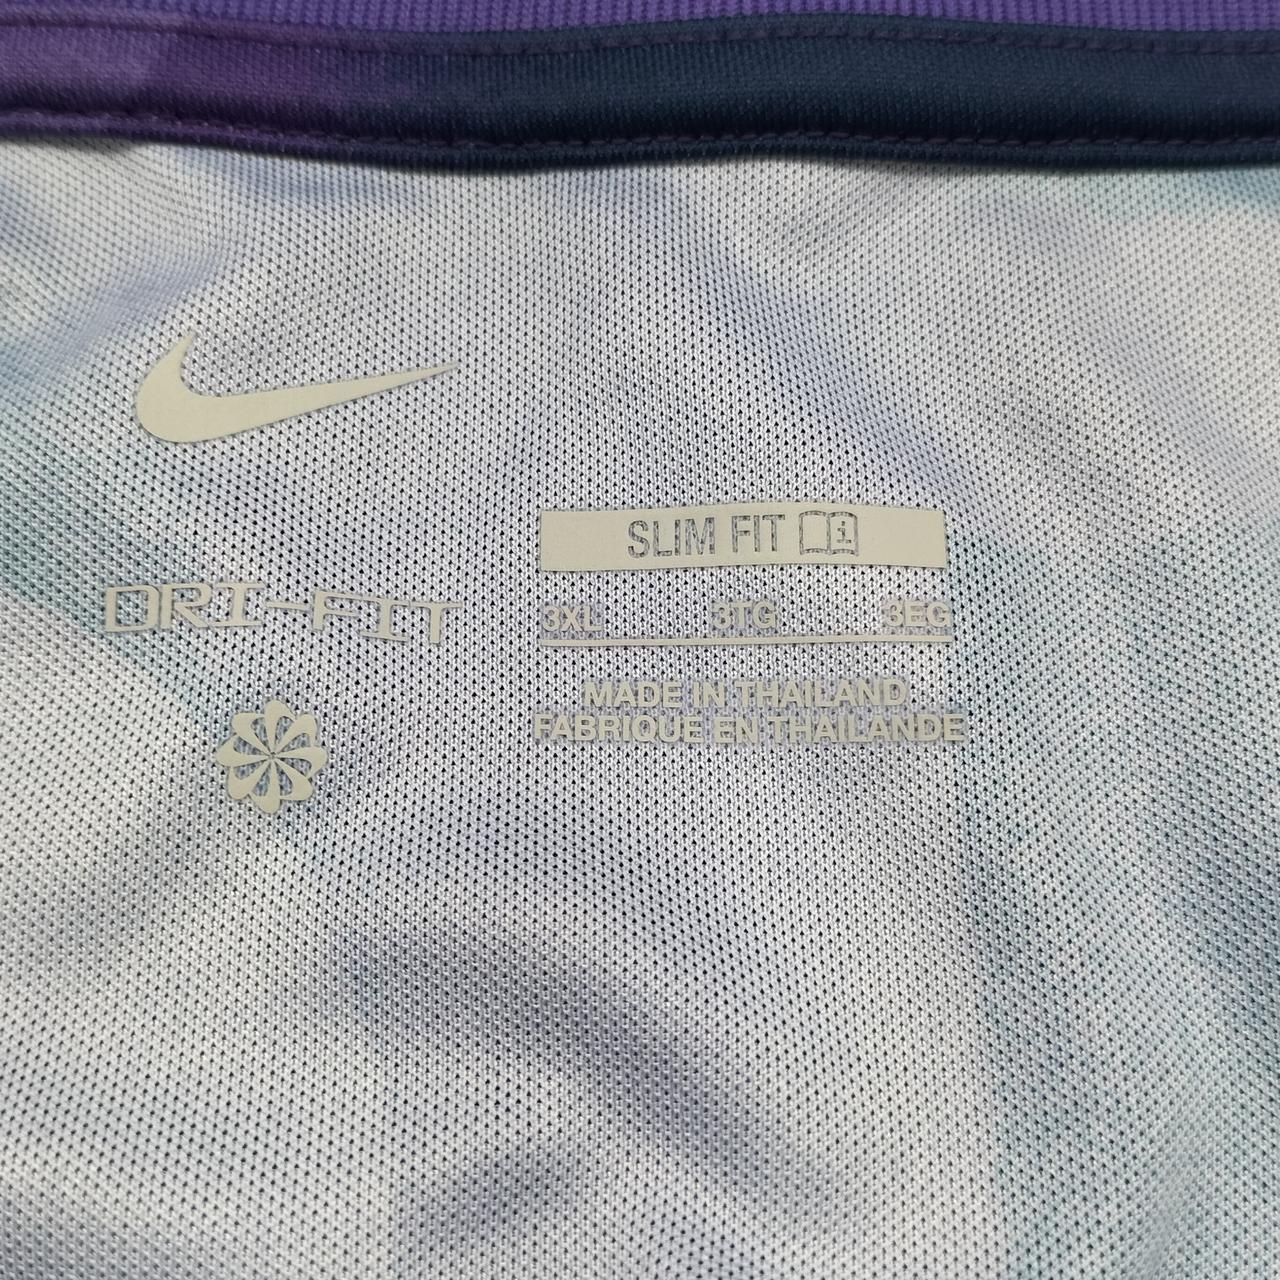 DRI-FIT
SLIM FIT i
3XL 3TG 3EG
MADE IN THAILAND
FABRIQUE EN THAILANDE